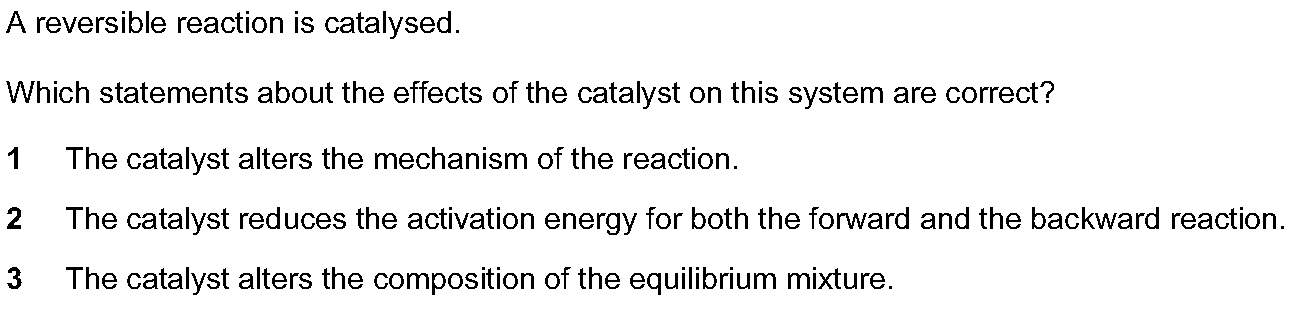 A reversible reaction is catalysed.
Which statements about the effects of the catalyst on this system are correct?
1 The catalyst alters the mechanism of the reaction.
2 The catalyst reduces the activation energy for both the forward and the backward reaction.
3 The catalyst alters the composition of the equilibrium mixture.